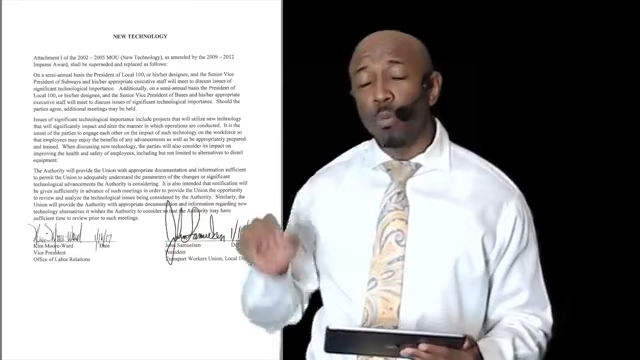 NEW TECHNOLOGY
Attachment I of the 2002 – 2005 MOU (New Technology), as amended by the 2009 – 2012
Impasse Award, shall be superseded and replaced as follows:
On a semi-annual basis the President of Local 100, or his/her designee, and the Senior Vice
President of Subways and his/her appropriate executive staff will meet to discuss issues of
significant technological importance. Additionally, on a semi-annual basis the President of
Local 100, or his/her designee, and the Senior Vice President of Buses and his/her appropriate
executive staff will meet to discuss issues of significant technological importance. Should the
parties agree, additional meetings may be held.
Issues of significant technological importance include projects that will utilize new technology
that will significantly impact and alter the manner in which operations are conducted. It is the
intent of the parties to engage each other on the impact of such technology on the workforce so
that employees may enjoy the benefits of any advancements as well as be appropriately prepared
and trained. When discussing new technology, the parties will also consider its impact on
improving the health and safety of employees, including but not limited to alternatives to diesel
equipment.
The Authority will provide the Union with appropriate documentation and information sufficient
to permit the Union to adequately understand the parameters of the changes or significant
technological advancements the Authority is considering. It is also intended that notification will
be given sufficiently in advance of such meetings in order to provide the Union the opportunity
to review and analyze the technological issues being considered by the Authority. Similarly, the
Union will provide the Authority with appropriate documentation and information regarding new
technology alternatives it wishes the Authority to consider so that the Authority may have
sufficient time to review prior to such meetings.
Kim Moore-Ward 1/16/17 John Samuelsen
Kim Moore-Ward Date John Samuelsen
Vice President President
Office of Labor Relations Transport Workers Union, Local